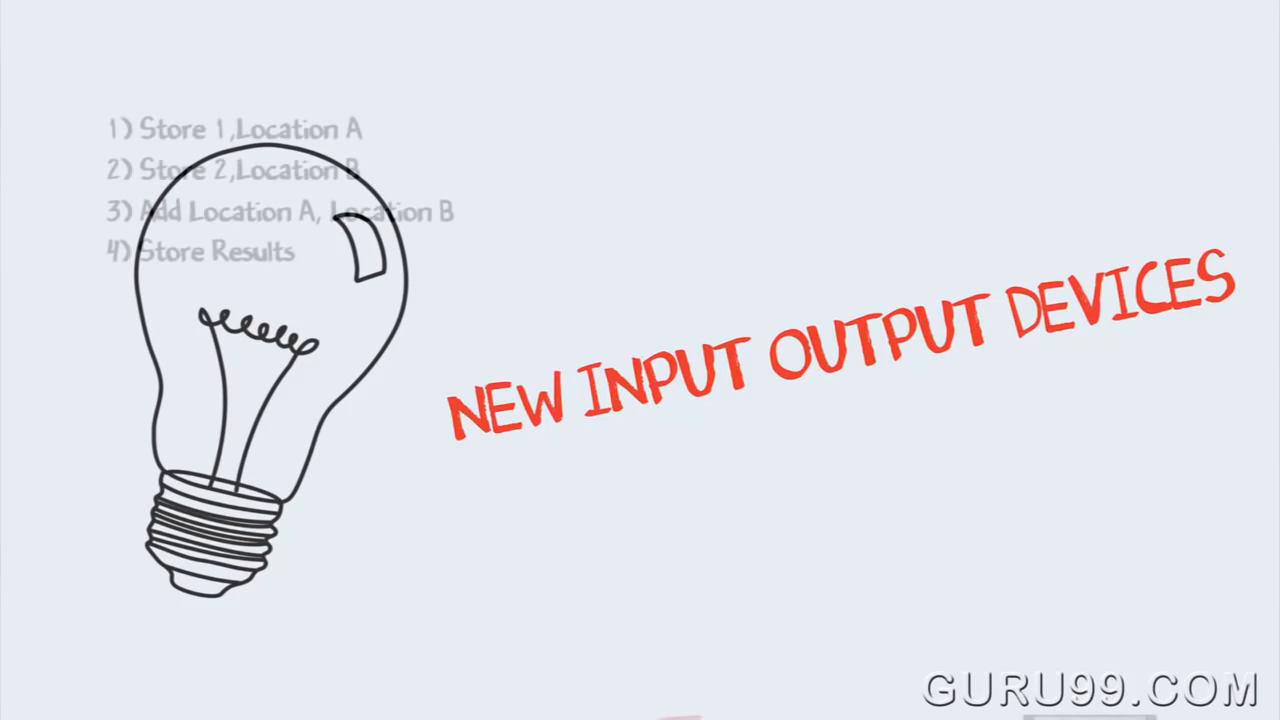 1) Store 1,Location A
2) Store 2,Location B
3) Add Location A, Location B
4) Store Results
NEW INPUT OUTPUT DEVICES
GURU99.COM